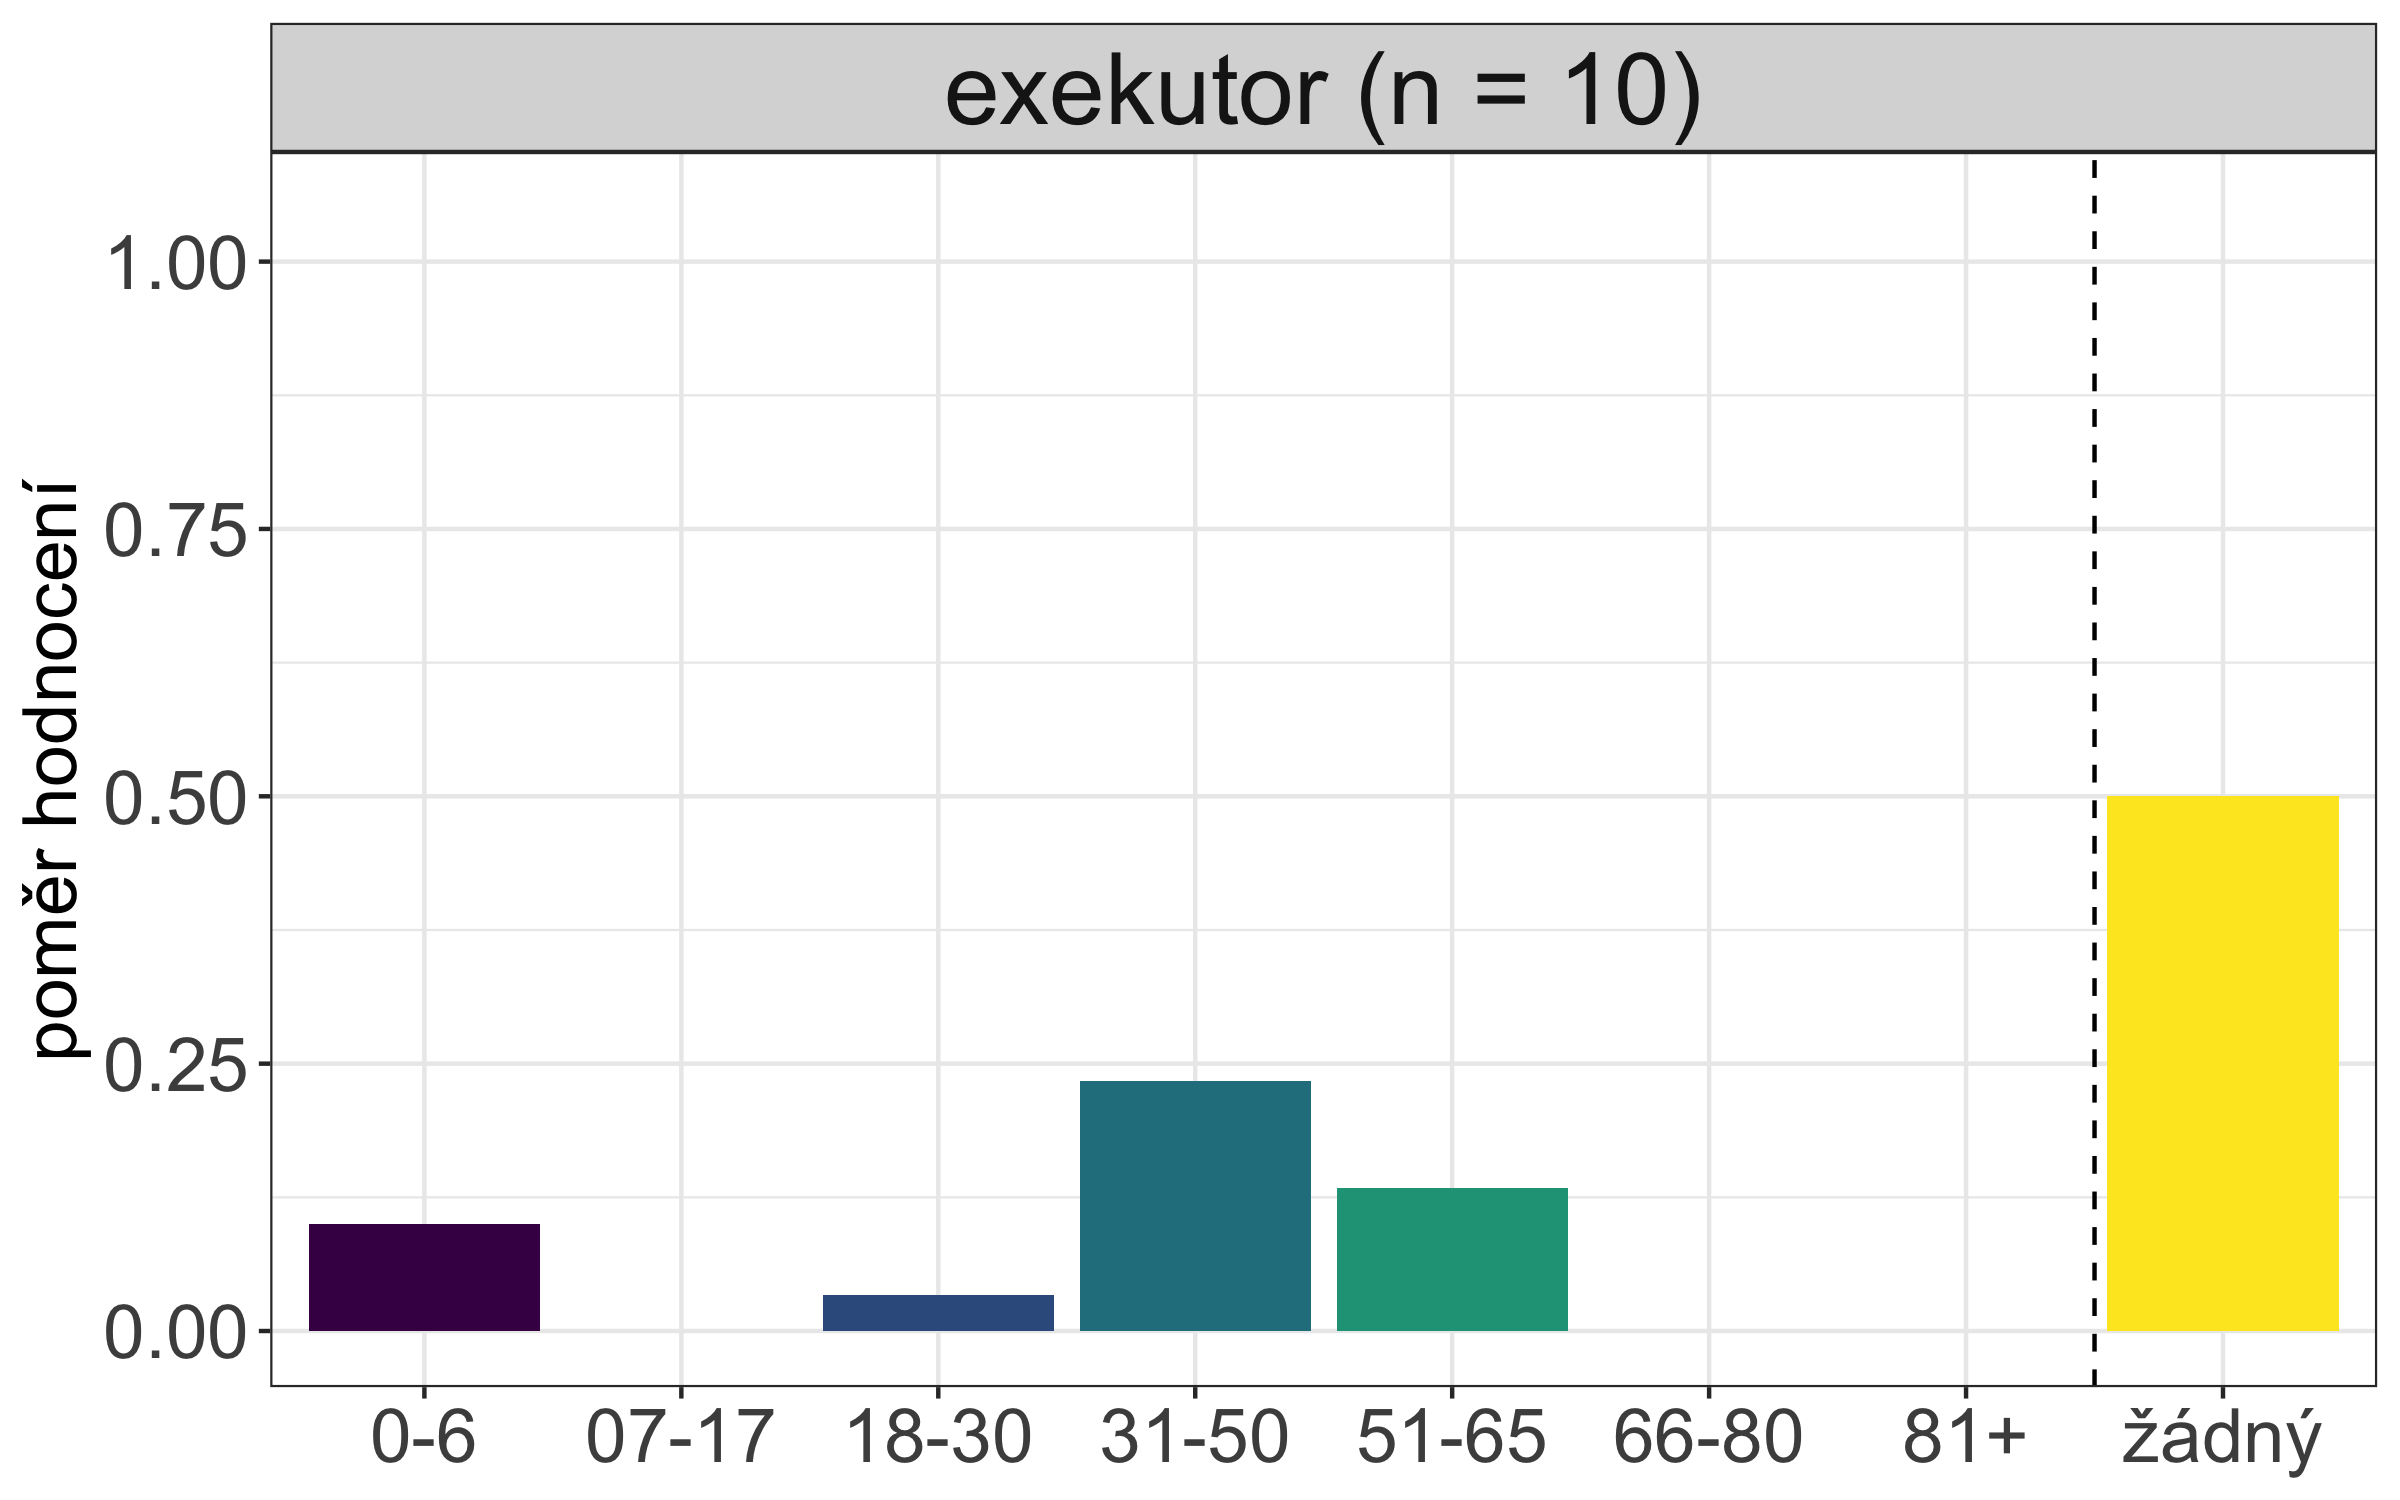 exekutor (n = 10)
poměr hodnocení
1.00
0.75
0.50
0.25
0.00
0-6 07-17 18-30 31-50 51-65 66-80 81+ žádný